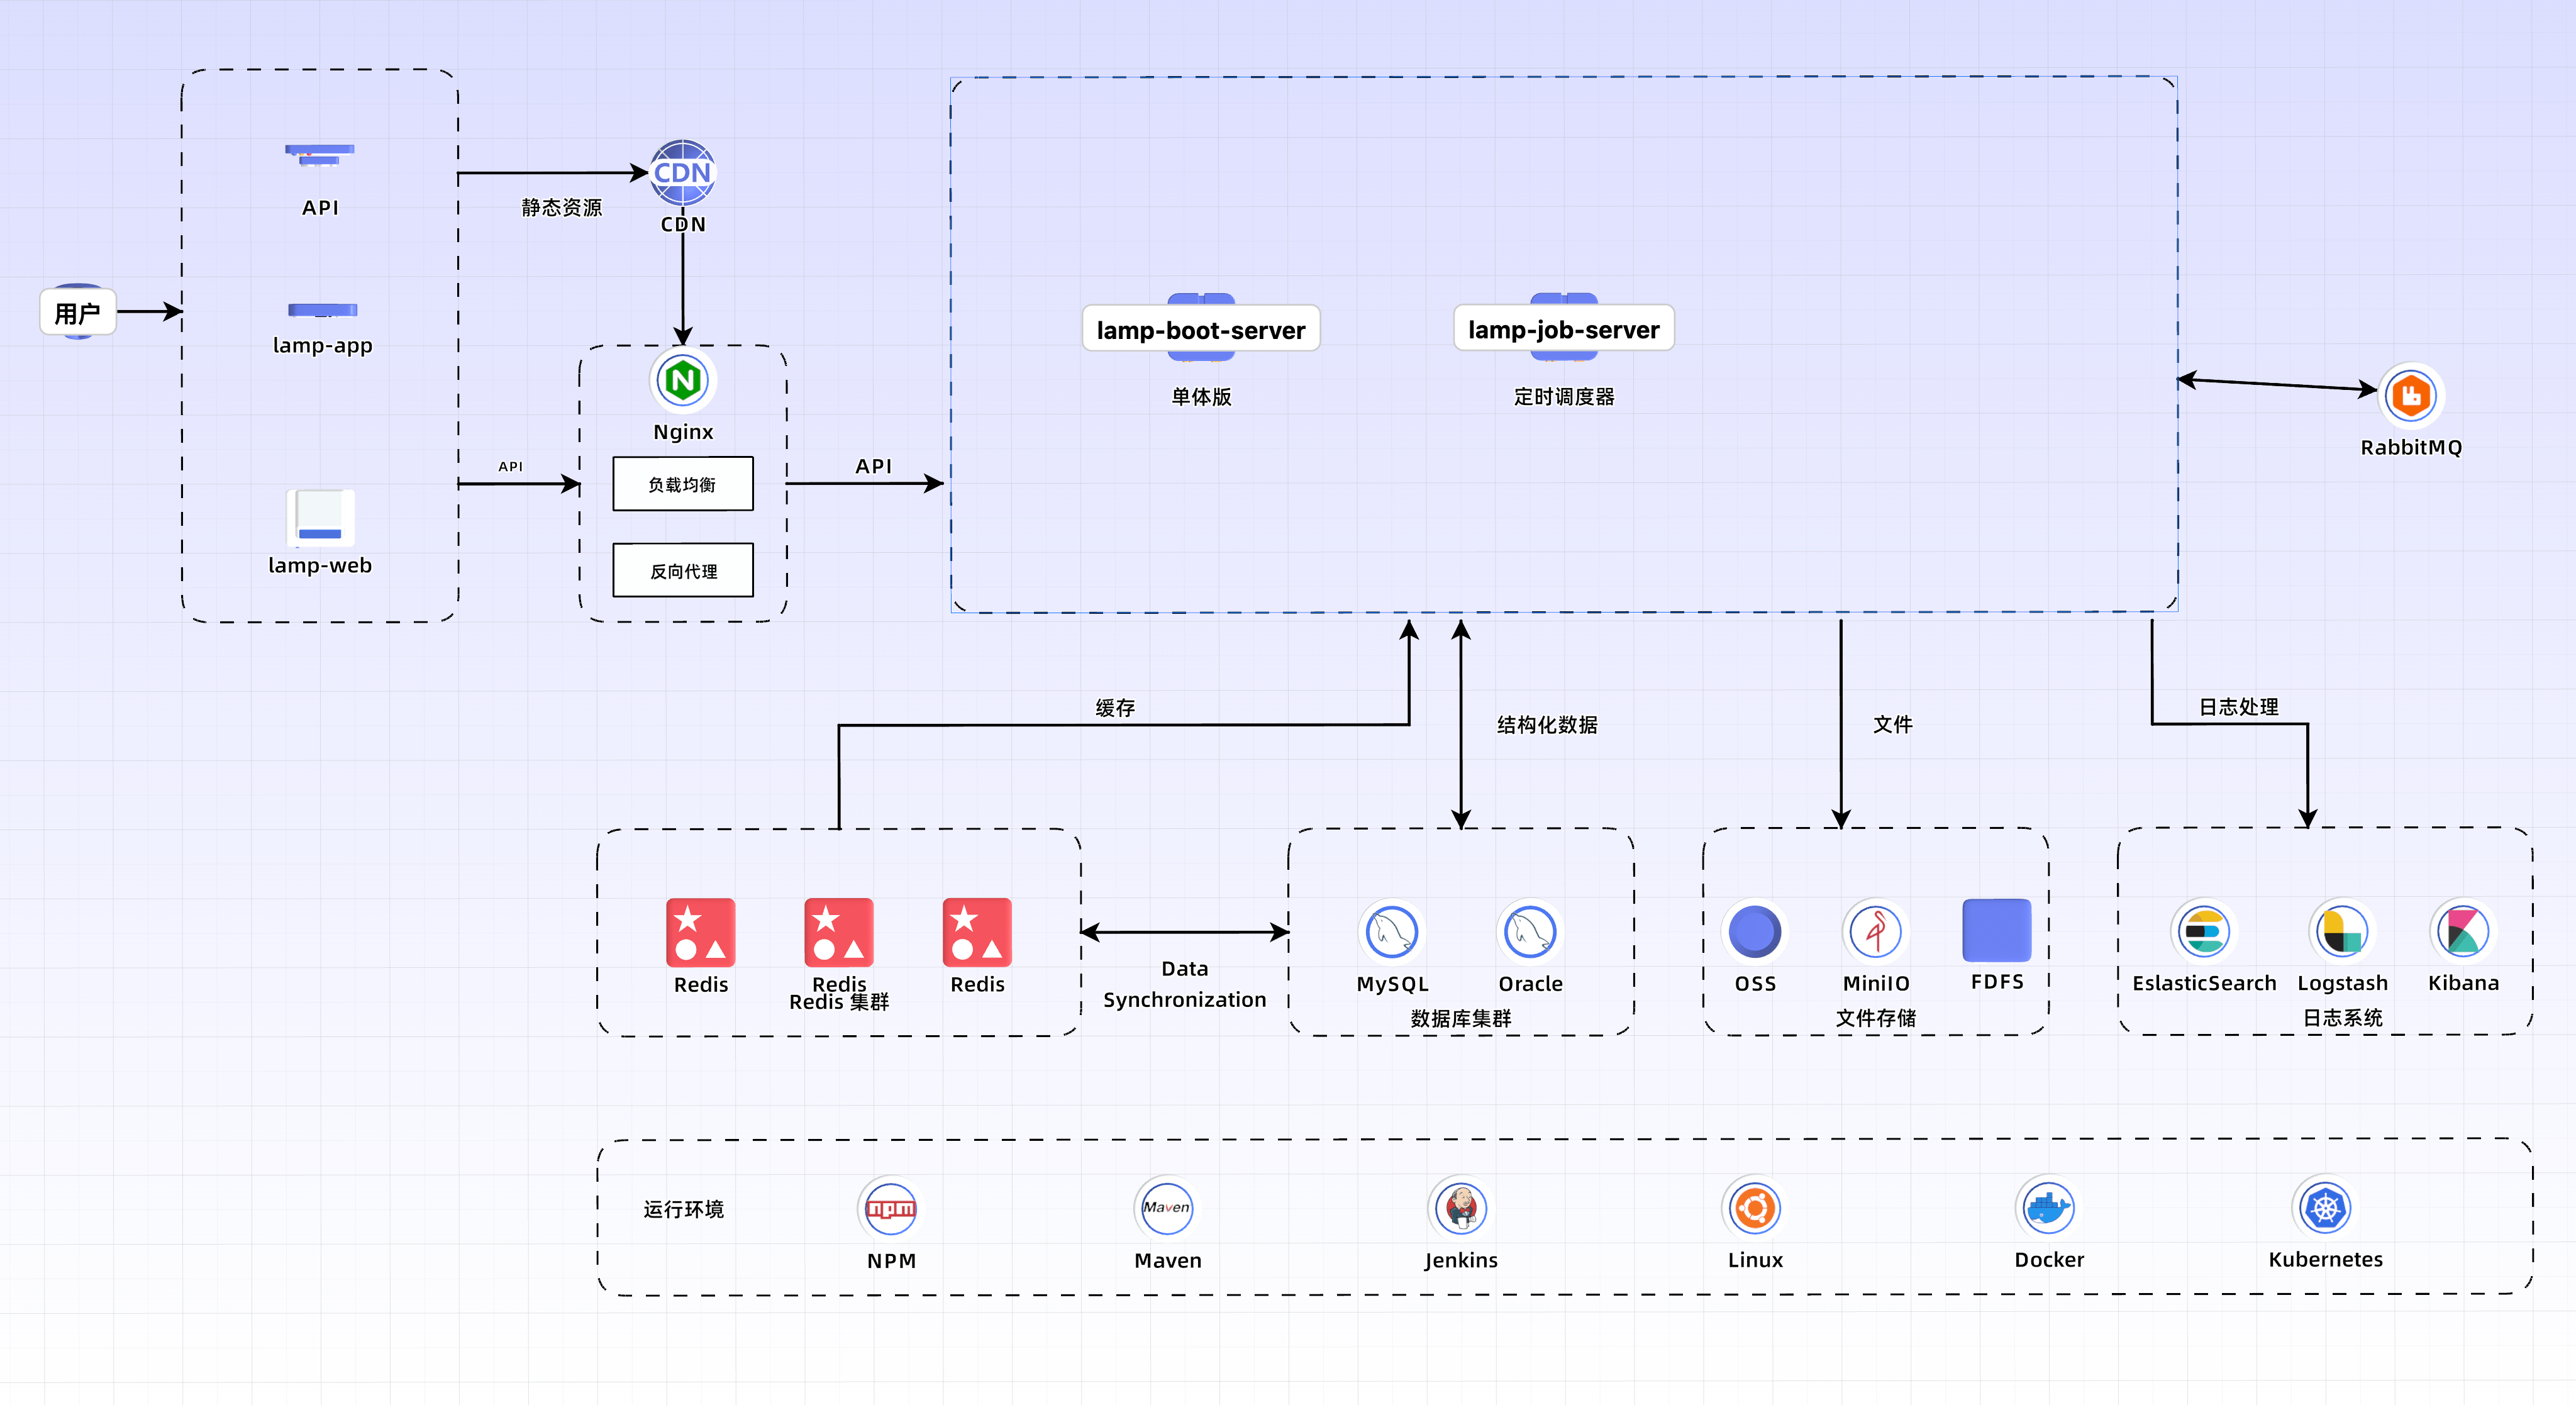 API
CDN
静态资源
CDN
用户
lamp-app
lamp-boot-server
lamp-job-server
单体版
定时调度器
Nginx
RabbitMQ
API
API
负载均衡
lamp-web
反向代理
缓存
结构化数据
文件
日志处理
Redis
Redis
Redis
Redis 集群
Data
Synchronization
MySQL
Oracle
数据库集群
OSS
MiniIO
FDFS
文件存储
EslasticSearch
Logstash
Kibana
日志系统
运行环境
npm
NPM
Maven
Maven
Jenkins
Linux
Docker
Kubernetes